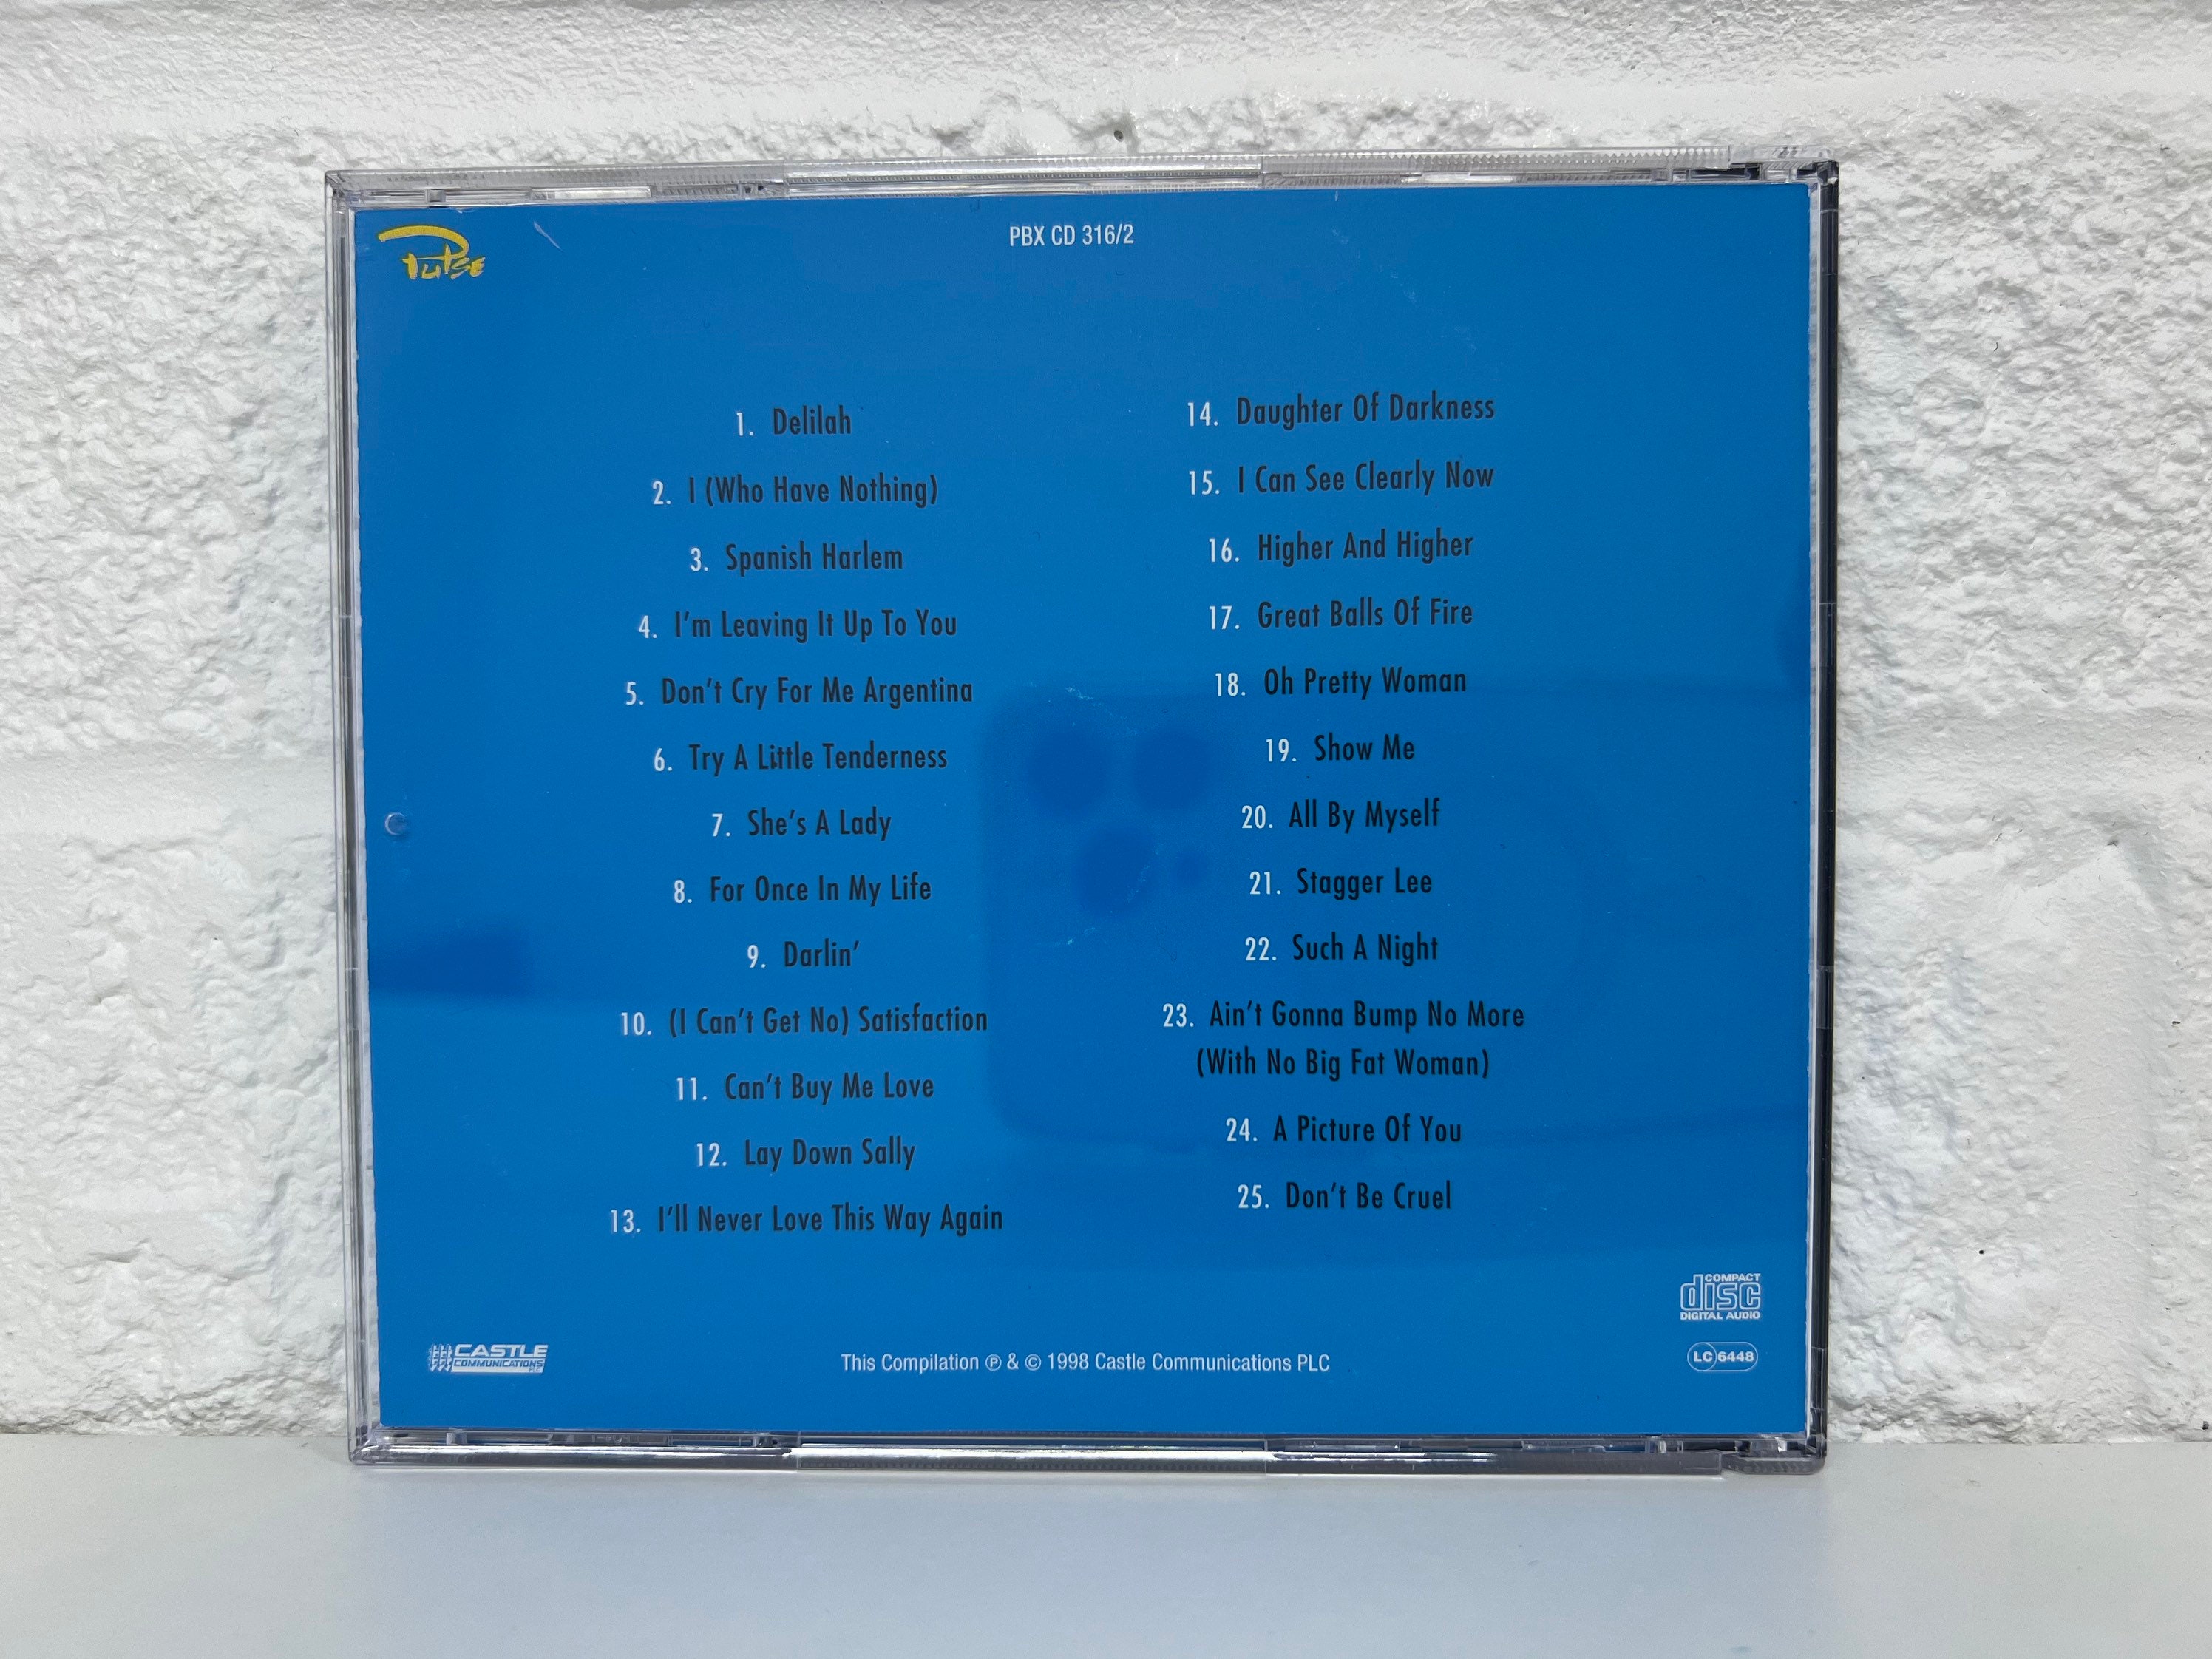 Pulse
PBX CD 316/2
1. Delilah
2. I (Who Have Nothing)
3. Spanish Harlem
4. I'm Leaving It Up To You
5. Don't Cry For Me Argentina
6. Try A Little Tenderness
7. She's A Lady
8. For Once In My Life
9. Darlin'
10. (I Can't Get No) Satisfaction
11. Can't Buy Me Love
12. Lay Down Sally
13. I'll Never Love This Way Again
14. Daughter Of Darkness
15. I Can See Clearly Now
16. Higher And Higher
17. Great Balls Of Fire
18. Oh Pretty Woman
19. Show Me
20. All By Myself
21. Stagger Lee
22. Such A Night
23. Ain't Gonna Bump No More
(With No Big Fat Woman)
24. A Picture Of You
25. Don't Be Cruel
COMPACT
disc
DIGITAL AUDIO
CASTLE
COMMUNICATIONS
PLC
This Compilation ℗ & © 1998 Castle Communications PLC
LC 6448